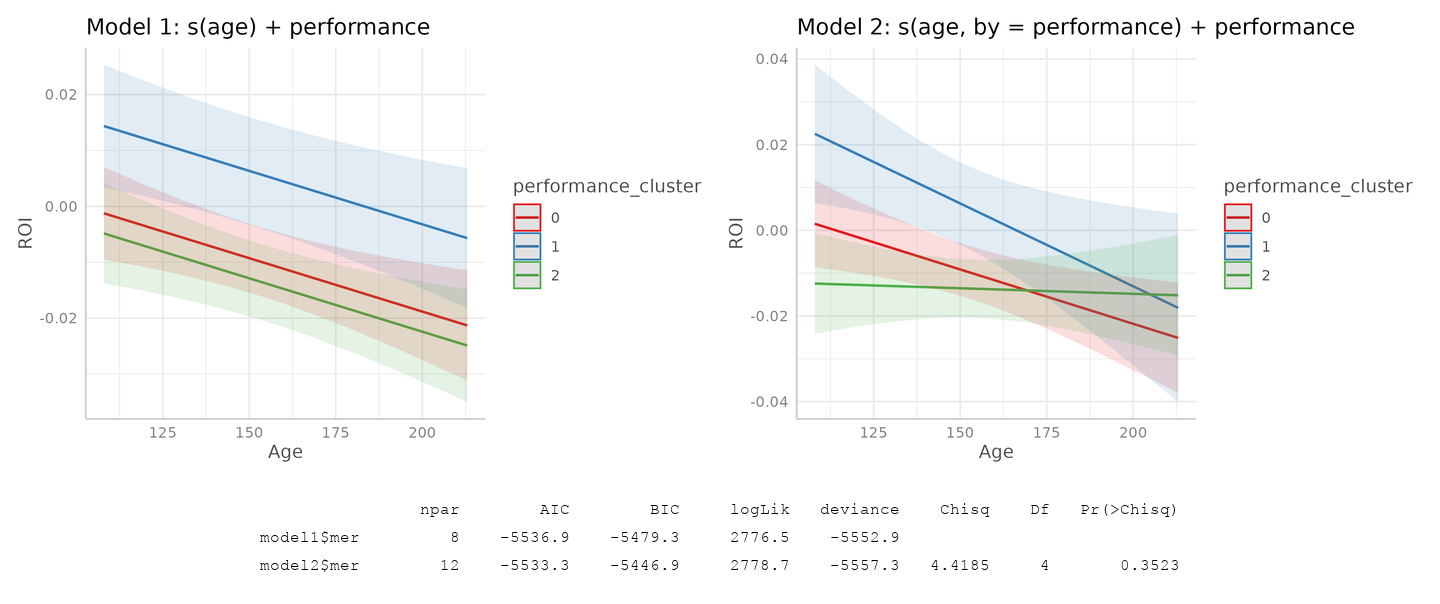 Model 1: s(age) + performance
0.02
0.00
-0.02
ROI
125 150 175 200
Age
performance_cluster
0
1
2
Model 2: s(age, by = performance) + performance
0.04
0.02
0.00
-0.02
-0.04
ROI
125 150 175 200
Age
performance_cluster
0
1
2
npar AIC BIC logLik deviance Chisq Df Pr(>Chisq)
model1$mer 8 -5536.9 -5479.3 2776.5 -5552.9
model2$mer 12 -5533.3 -5446.9 2778.7 -5557.3 4.4185 4 0.3523